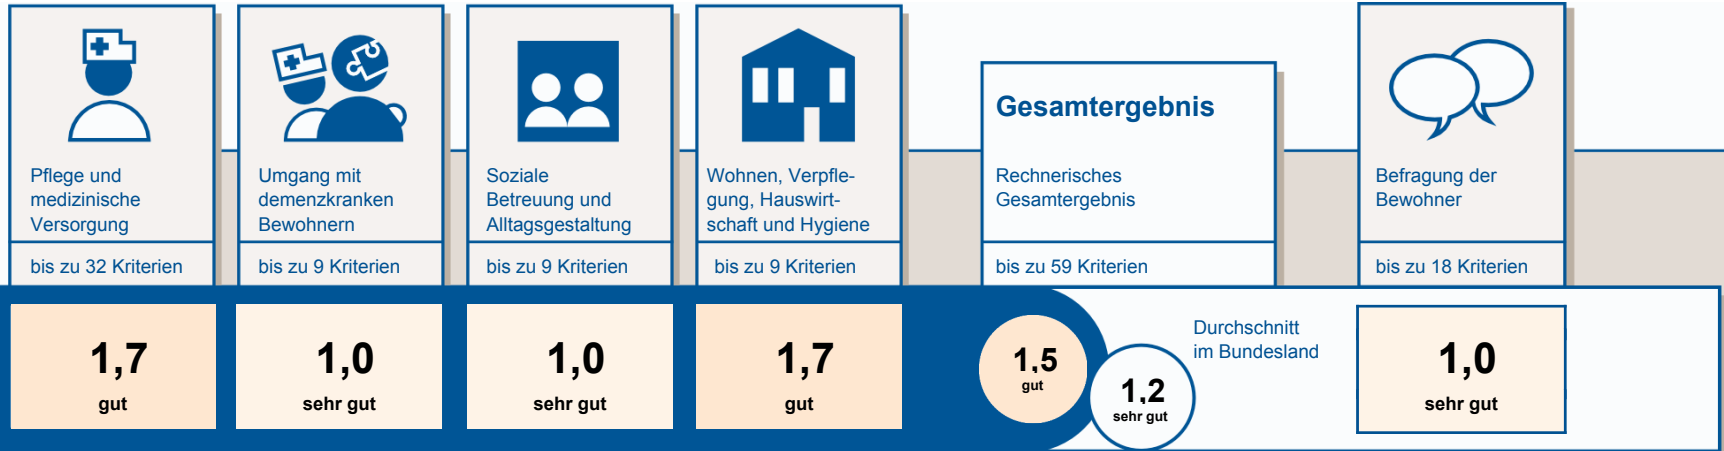 Pflege und
medizinische
Versorgung
bis zu 32 Kriterien
1,7
gut
Umgang mit
demenzkranken
Bewohnern
bis zu 9 Kriterien
1,0
sehr gut
Soziale
Betreuung und
Alltagsgestaltung
bis zu 9 Kriterien
1,0
sehr gut
Wohnen, Verpfle-
gung, Hauswirt-
schaft und Hygiene
bis zu 9 Kriterien
1,7
gut
Gesamtergebnis
Rechnerisches
Gesamtergebnis
bis zu 59 Kriterien
1,5
gut
Durchschnitt
im Bundesland
1,2
sehr gut
Befragung der
Bewohner
bis zu 18 Kriterien
1,0
sehr gut